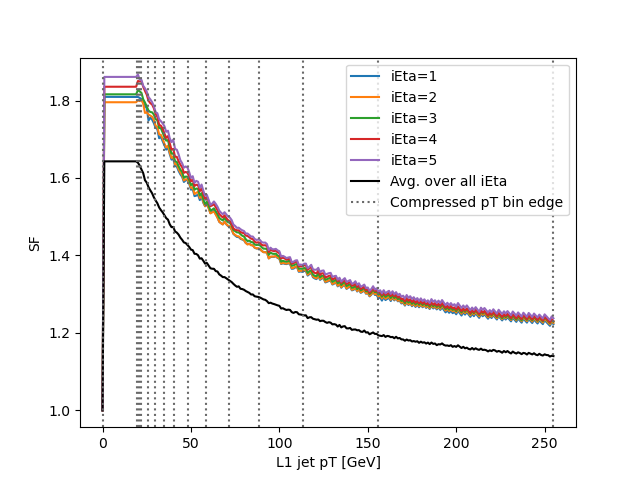 iEta=1
iEta=2
iEta=3
iEta=4
iEta=5
Avg. over all iEta
Compressed pT bin edge
SF
1.8
1.6
1.4
1.2
1.0
0
50
100
150
200
250
L1 jet pT [GeV]